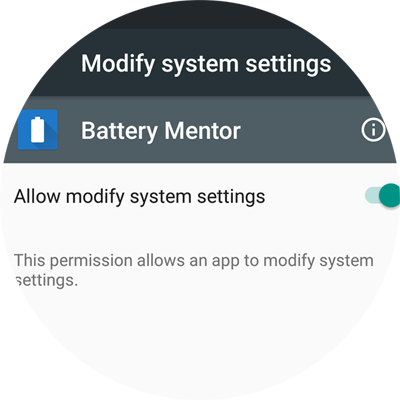 Modify system settings
Battery Mentor
Allow modify system settings
This permission allows an app to modify system
settings.